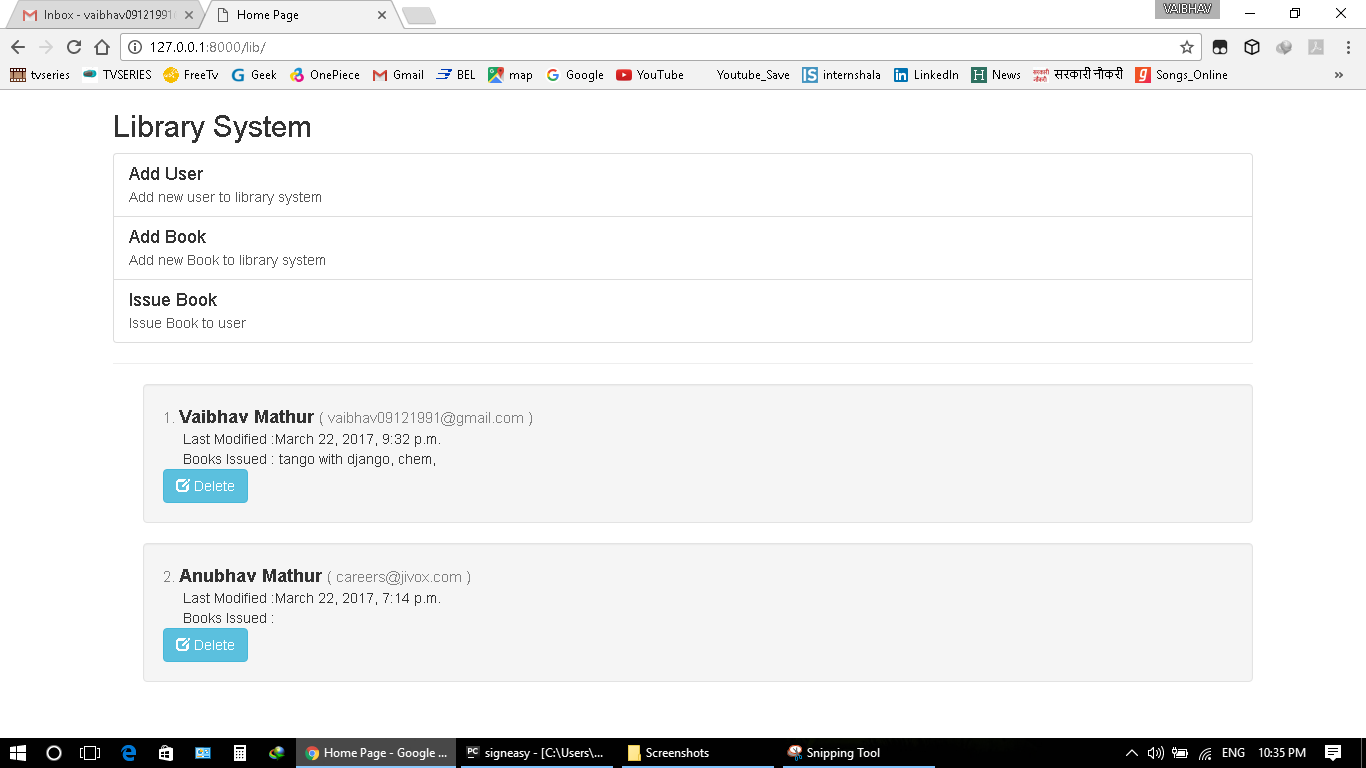 Inbox - vaibhav09121991
Home Page
VAIBHAV
127.0.0.1:8000/lib/
tvseries TVSERIES FreeTv Geek OnePiece Gmail BEL map Google YouTube Youtube_Save internshala LinkedIn News सरकारी नौकरी Songs_Online »
Library System
Add User
Add new user to library system
Add Book
Add new Book to library system
Issue Book
Issue Book to user
1. Vaibhav Mathur ( vaibhav09121991@gmail.com )
Last Modified :March 22, 2017, 9:32 p.m.
Books Issued : tango with django, chem,
Delete
2. Anubhav Mathur ( careers@jivox.com )
Last Modified :March 22, 2017, 7:14 p.m.
Books Issued :
Delete
Home Page - Google ... signeasy - [C:\Users\... Screenshots Snipping Tool ENG 10:35 PM